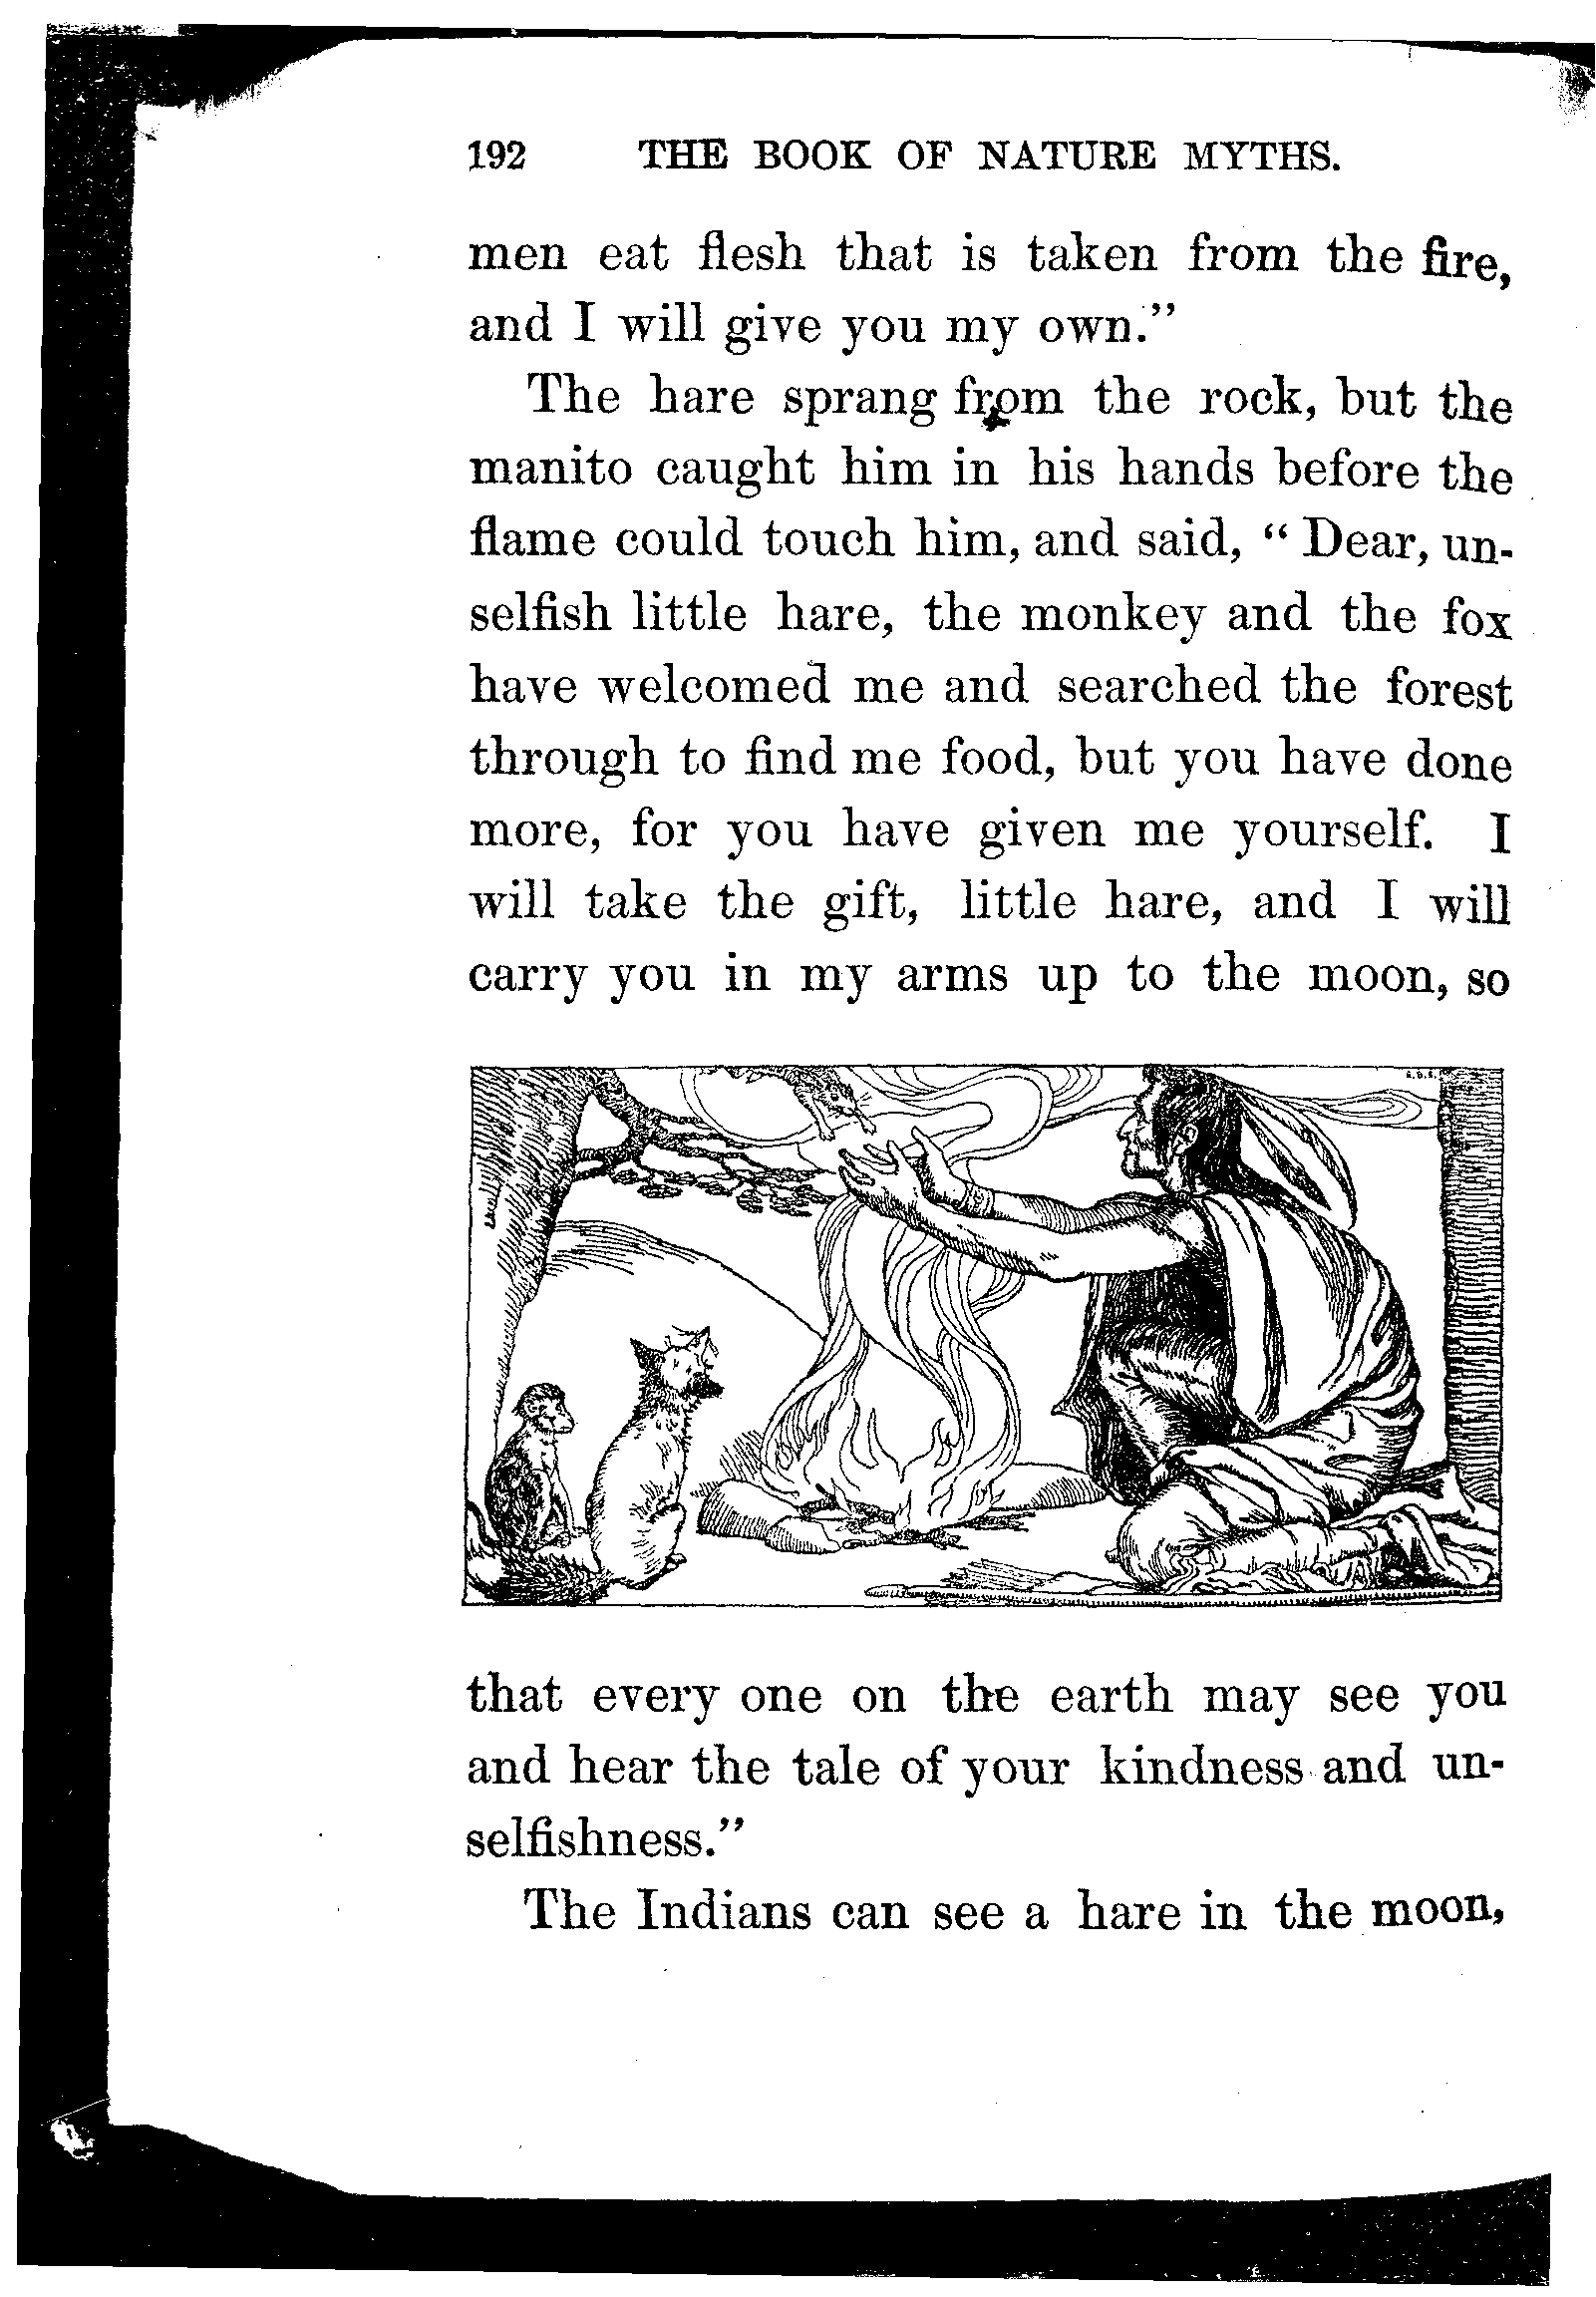 192 THE BOOK OF NATURE MYTHS.
men eat flesh that is taken from the fire,
and I will give you my own."
The hare sprang from the rock, but the
manito caught him in his hands before the
flame could touch him, and said, "Dear, un-
selfish little hare, the monkey and the fox
have welcomed me and searched the forest
through to find me food, but you have done
more, for you have given me yourself. I
will take the gift, little hare, and I will
carry you in my arms up to the moon, so
that every one on the earth may see you
and hear the tale of your kindness and un-
selfishness."
The Indians can see a hare in the moon,